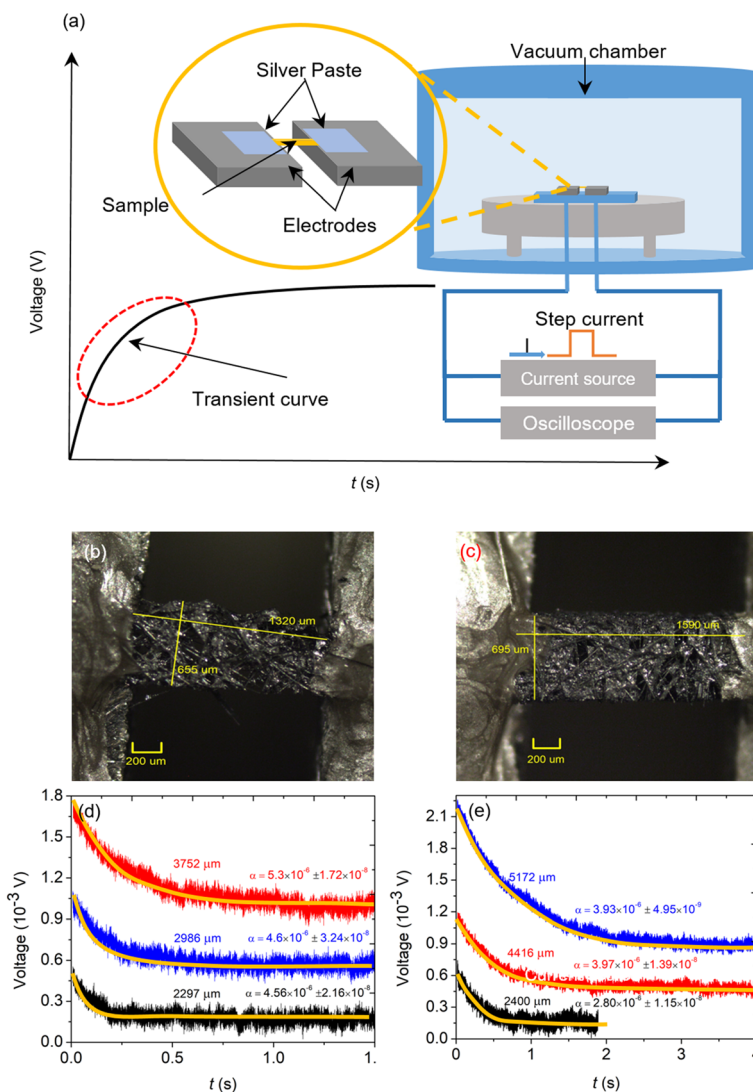 (a)
Vacuum chamber
Silver Paste
Sample
Electrodes
Voltage (V)
Step current
I
Current source
Oscilloscope
Transient curve
t (s)
(b)
1320 um
655 um
200 um
(c)
1590 um
695 um
200 um
(d)
Voltage (10⁻³ V)
1.8
1.5
1.2
0.9
0.6
0.3
0.0
3752 μm
α = 5.3×10⁻⁶ ±1.72×10⁻⁸
2986 μm
α = 4.6×10⁻⁶ ±3.24×10⁻⁸
2297 μm
α = 4.56×10⁻⁶ ±2.16×10⁻⁸
0.0 0.5 1.0 1.
t (s)
(e)
Voltage (10⁻³ V)
2.1
1.8
1.5
1.2
0.9
0.6
0.3
0.0
5172 μm
α = 3.93×10⁻⁶ ± 4.95×10⁻⁹
4416 μm
α = 3.97×10⁻⁶ ±1.39×10⁻⁸
2400 μm
α = 2.80×10⁻⁶ ± 1.15×10⁻⁸
0 1 2 3 4
t (s)